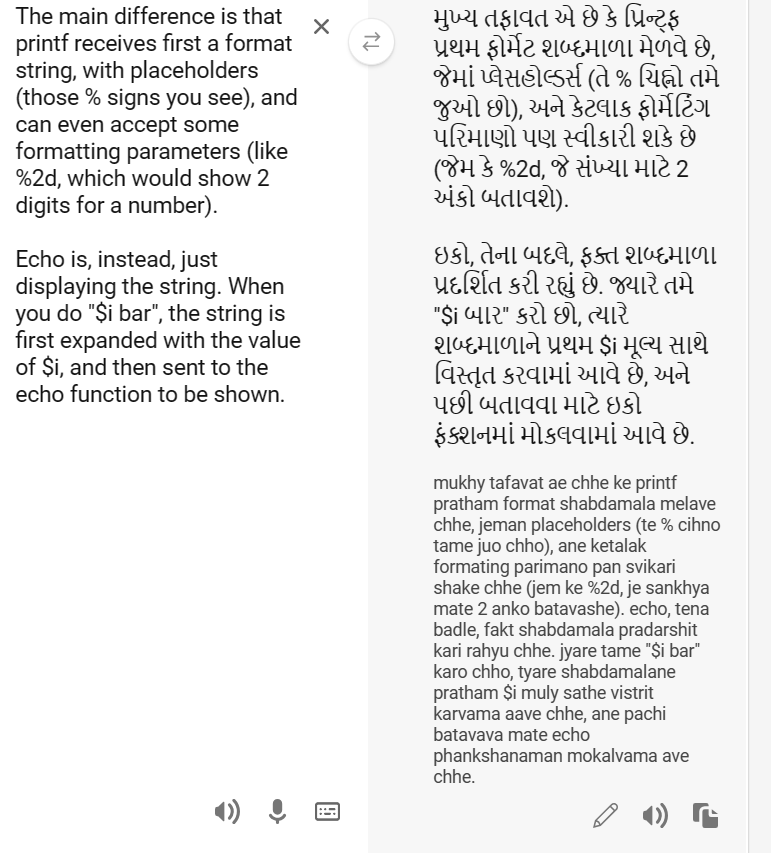 The main difference is that
printf receives first a format
string, with placeholders
(those % signs you see), and
can even accept some
formatting parameters (like
%2d, which would show 2
digits for a number).
Echo is, instead, just
displaying the string. When
you do "$i bar", the string is
first expanded with the value
of $i, and then sent to the
echo function to be shown.
મુખ્ય તફાવત એ છે કે પ્રિન્ટ્ફ
પ્રથમ ફોર્મેટ શબ્દમાળા મેળવે છે,
જેમાં પ્લેસહોલ્ડર્સ (તે % ચિહ્નો તમે
જુઓ છો), અને કેટલાક ફોર્મેટિંગ
પરિમાણો પણ સ્વીકારી શકે છે
(જેમ કે %2d, જે સંખ્યા માટે 2
અંકો બતાવશે).
ઇકો, તેના બદલે, ફક્ત શબ્દમાળા
પ્રદર્શિત કરી રહ્યું છે. જ્યારે તમે
"$i બાર" કરો છો, ત્યારે
શબ્દમાળાને પ્રથમ $i મૂલ્ય સાથે
વિસ્તૃત કરવામાં આવે છે, અને
પછી બતાવવા માટે ઇકો
ફંક્શનમાં મોકલવામાં આવે છે.
mukhy tafavat ae chhe ke printf
pratham format shabdamala melave
chhe, jeman placeholders (te % cihno
tame juo chho), ane ketalak
formating parimano pan svikari
shake chhe (jem ke %2d, je sankhya
mate 2 anko batavashe). echo, tena
badle, fakt shabdamala pradarshit
kari rahyu chhe. jyare tame "$i bar"
karo chho, tyare shabdamalane
pratham $i muly sathe vistrit
karvama aave chhe, ane pachi
batavava mate echo
phankshanaman mokalvama ave
chhe.